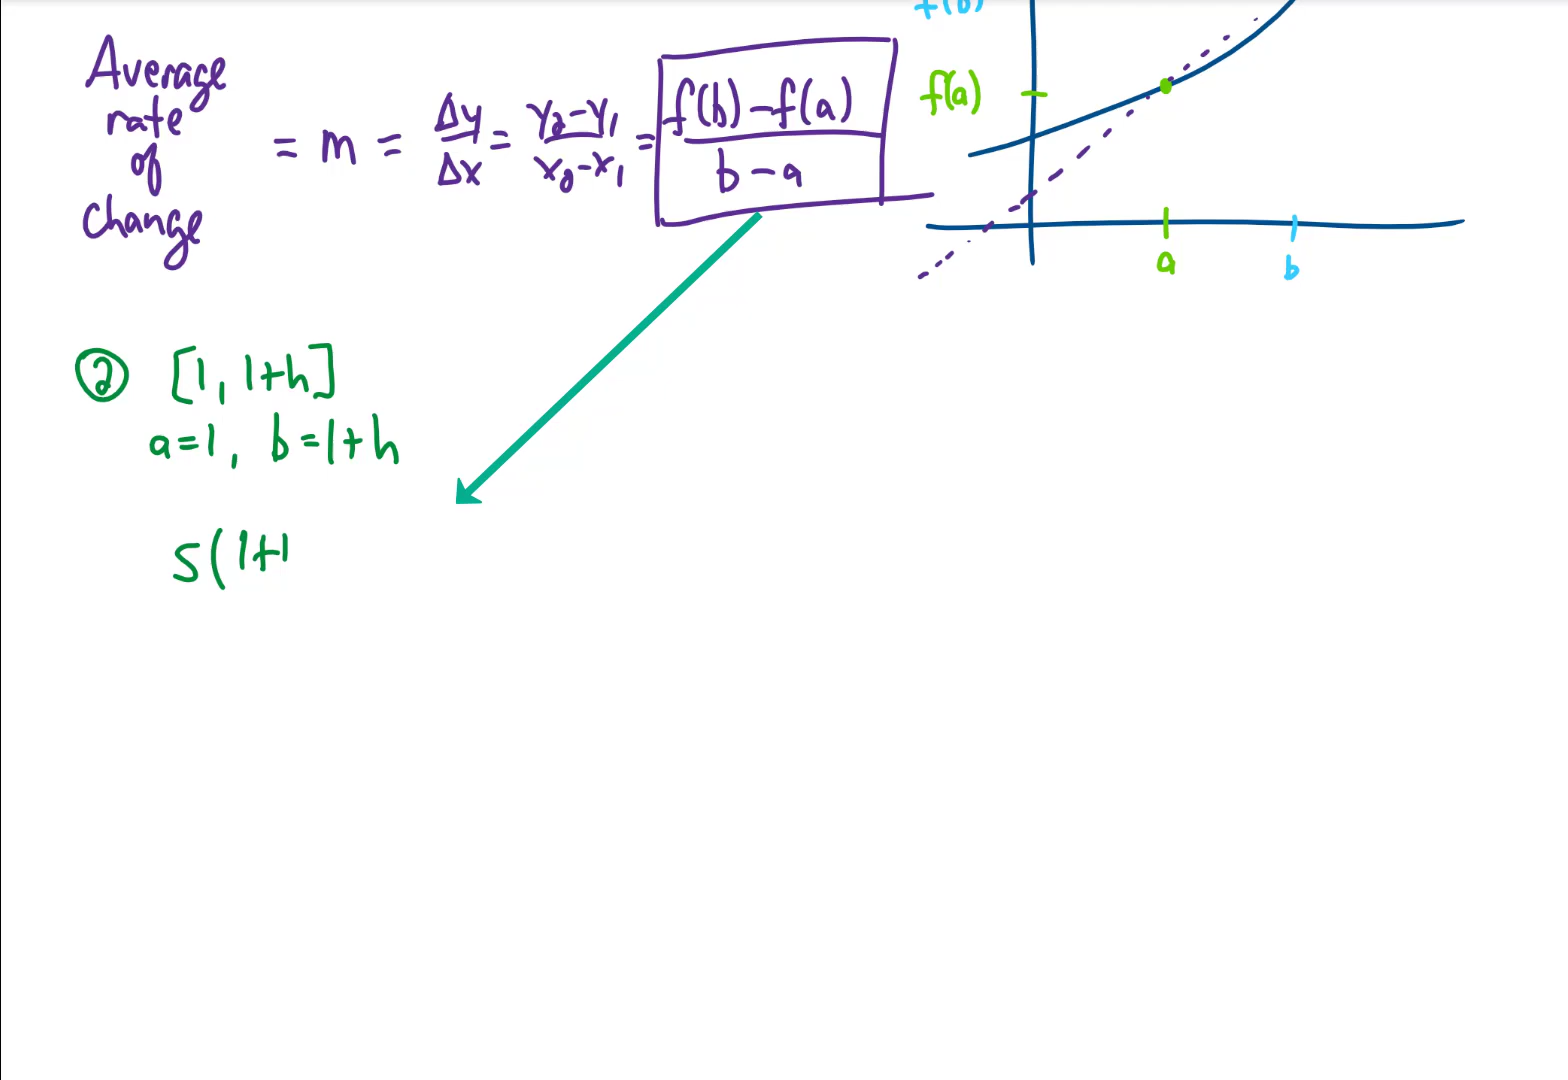 f(b)
Average
rate
of
change
= m = Δy/Δx = y₂-y₁/x₂-x₁ = f(b)-f(a)/b-a
f(a)
a
b
② [1, 1+h]
a=1, b=1+h
s(1+1